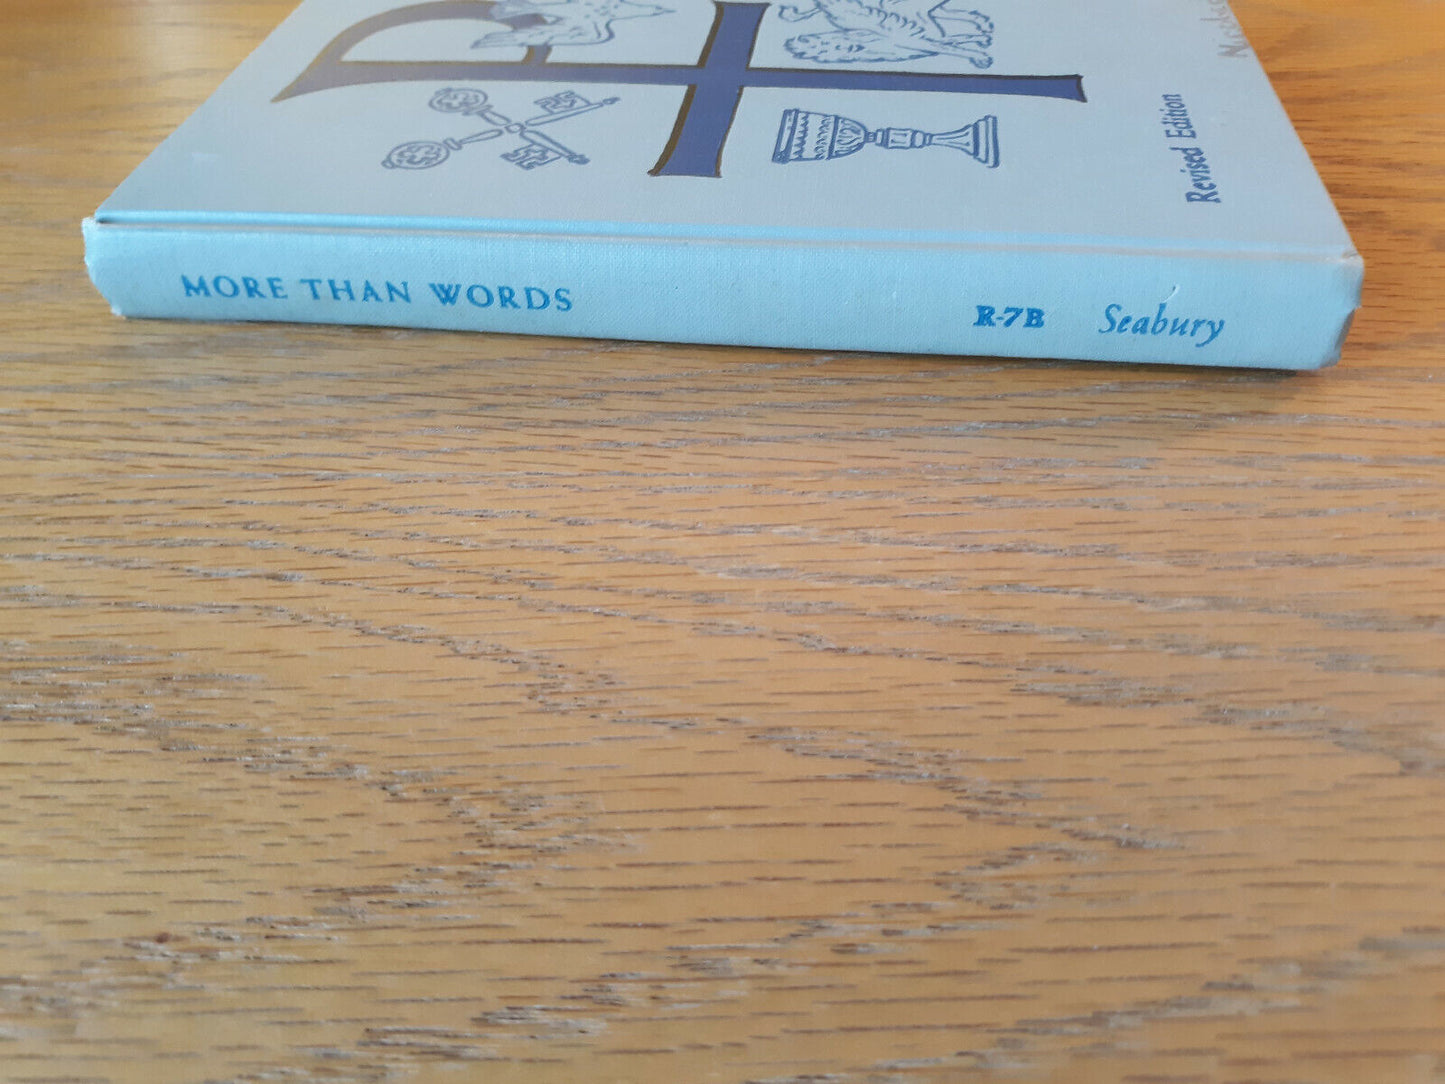 MORE THAN WORDS
R-7B
Seabury
Revised Edition